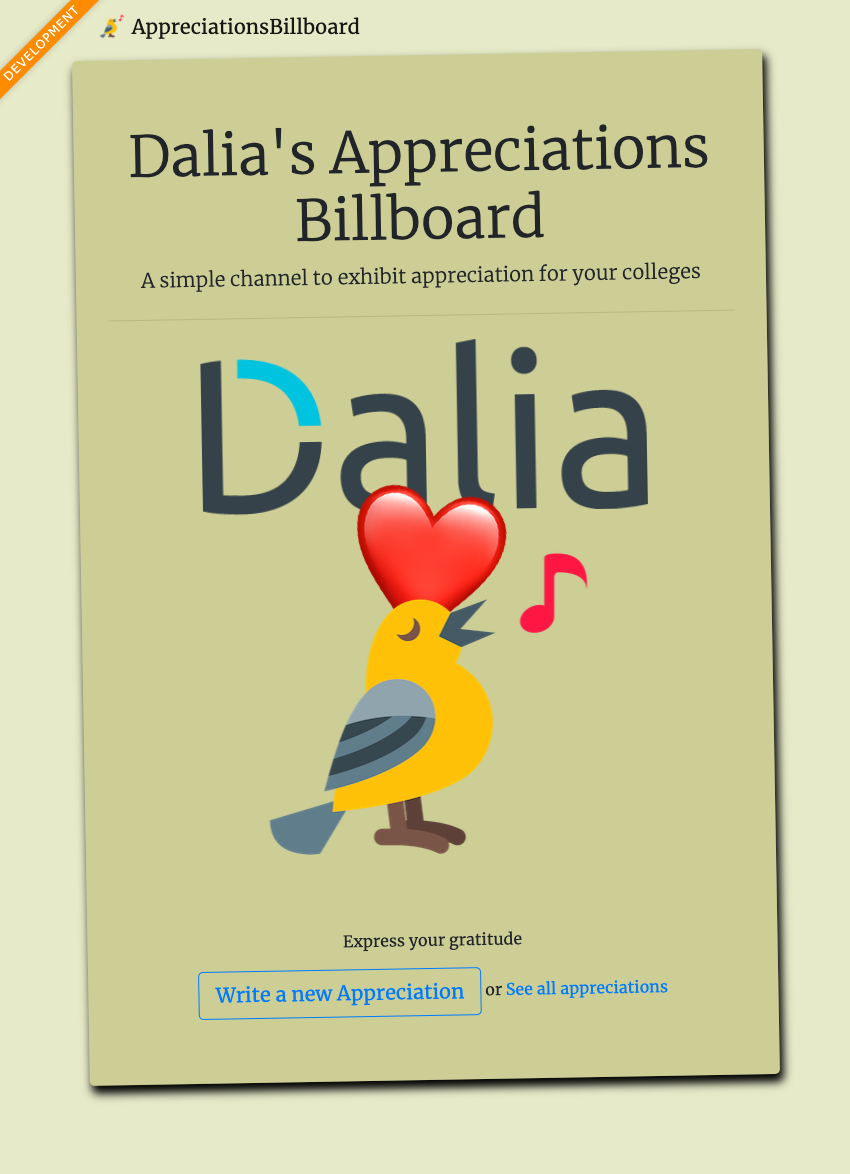 DEVELOPMENT
AppreciationsBillboard
Dalia's Appreciations
Billboard
A simple channel to exhibit appreciation for your colleges
Dalia
Express your gratitude
Write a new Appreciation or See all appreciations